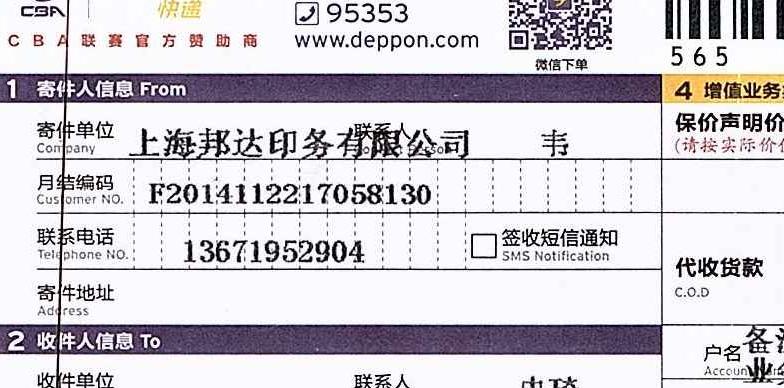 CBA 快递
95353
CBA联赛官方赞助商
www.deppon.com
微信下单
565
1 寄件人信息 From
4 增值业务
寄件单位 上海邦达印务有限公司 联系人 韦
Company
保价声明价
(请按实际价
月结编码 F2014112217058130
Customer NO.
联系电话 13671952904 签收短信通知
Telephone NO. SMS Notification
代收货款
C.O.D
寄件地址
Address
2 收件人信息 To
户名 备
Accoun
收件单位 联系人